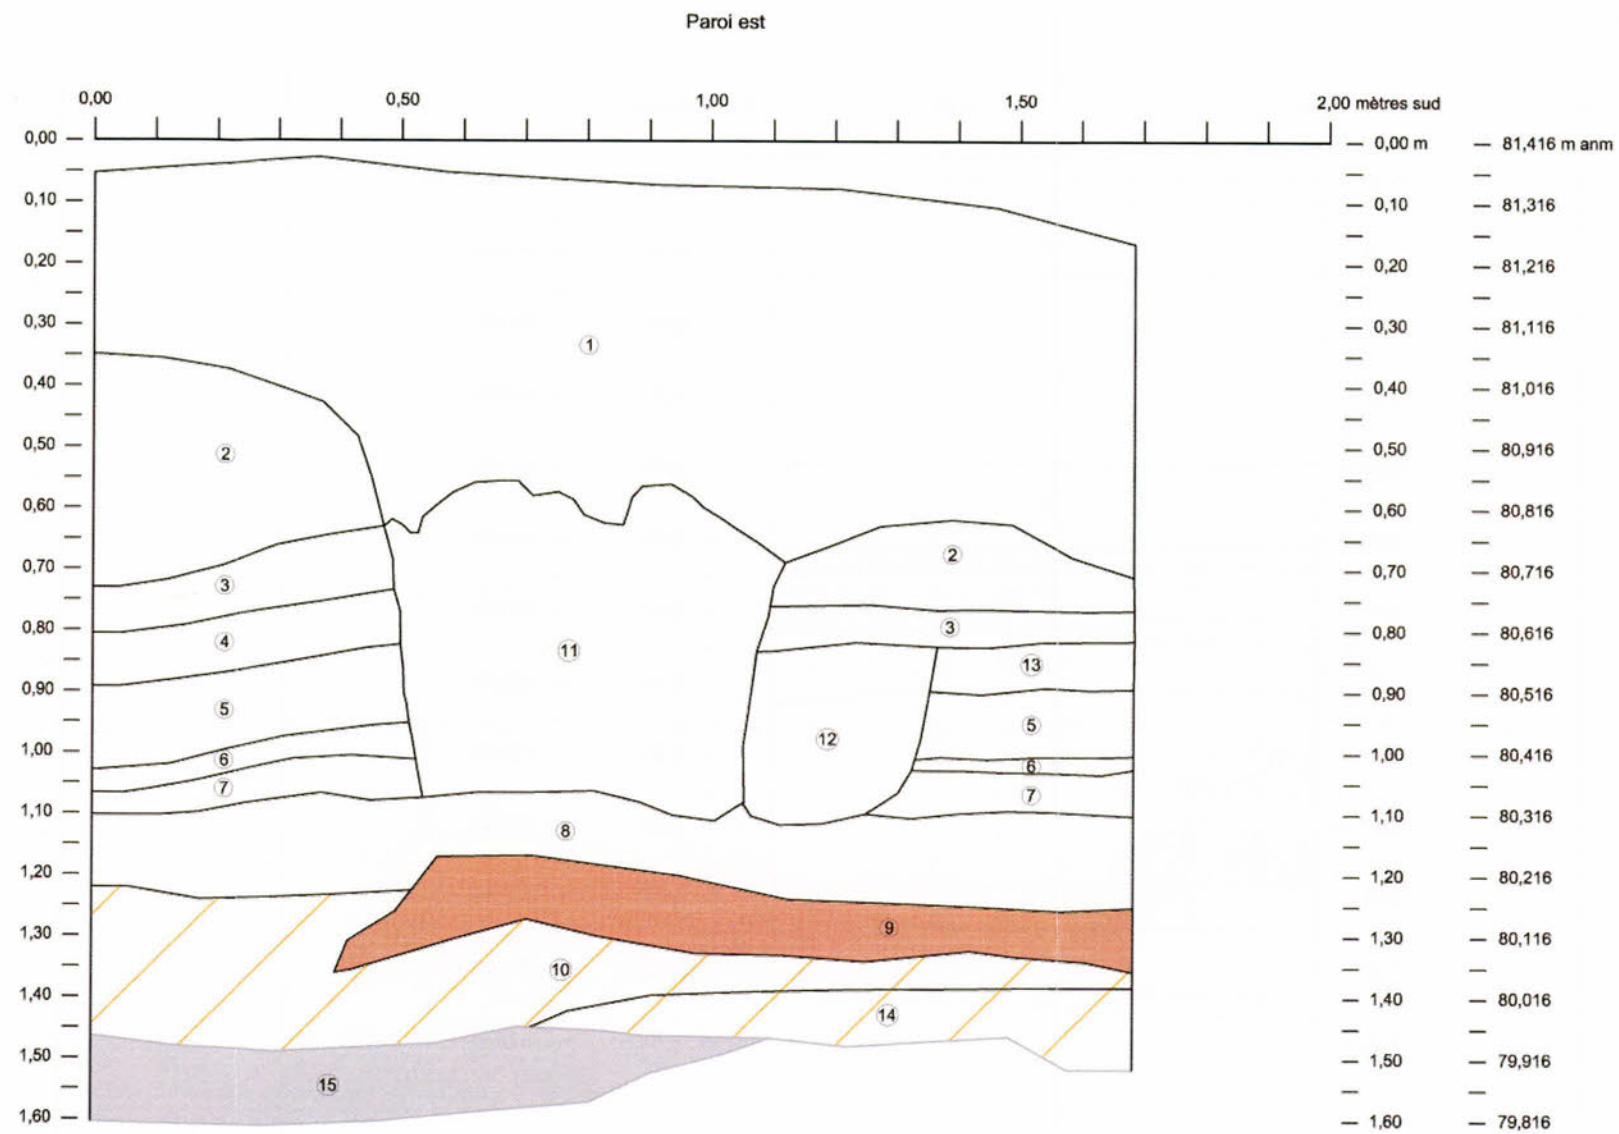 Paroi est
0,00 0,50 1,00 1,50 2,00 mètres sud
0,00 0,00 m 81,416 m anm
0,10 0,10 81,316
0,20 0,20 81,216
0,30 0,30 81,116
1
0,40 0,40 81,016
2
0,50 0,50 80,916
0,60 0,60 80,816
2
0,70 0,70 80,716
3
3
0,80 0,80 80,616
4
11
13
0,90 0,90 80,516
5
5
12
1,00 1,00 80,416
6
6
7
7
1,10 1,10 80,316
8
1,20 1,20 80,216
9
1,30 1,30 80,116
10
1,40 1,40 80,016
14
1,50 1,50 79,916
15
1,60 1,60 79,816